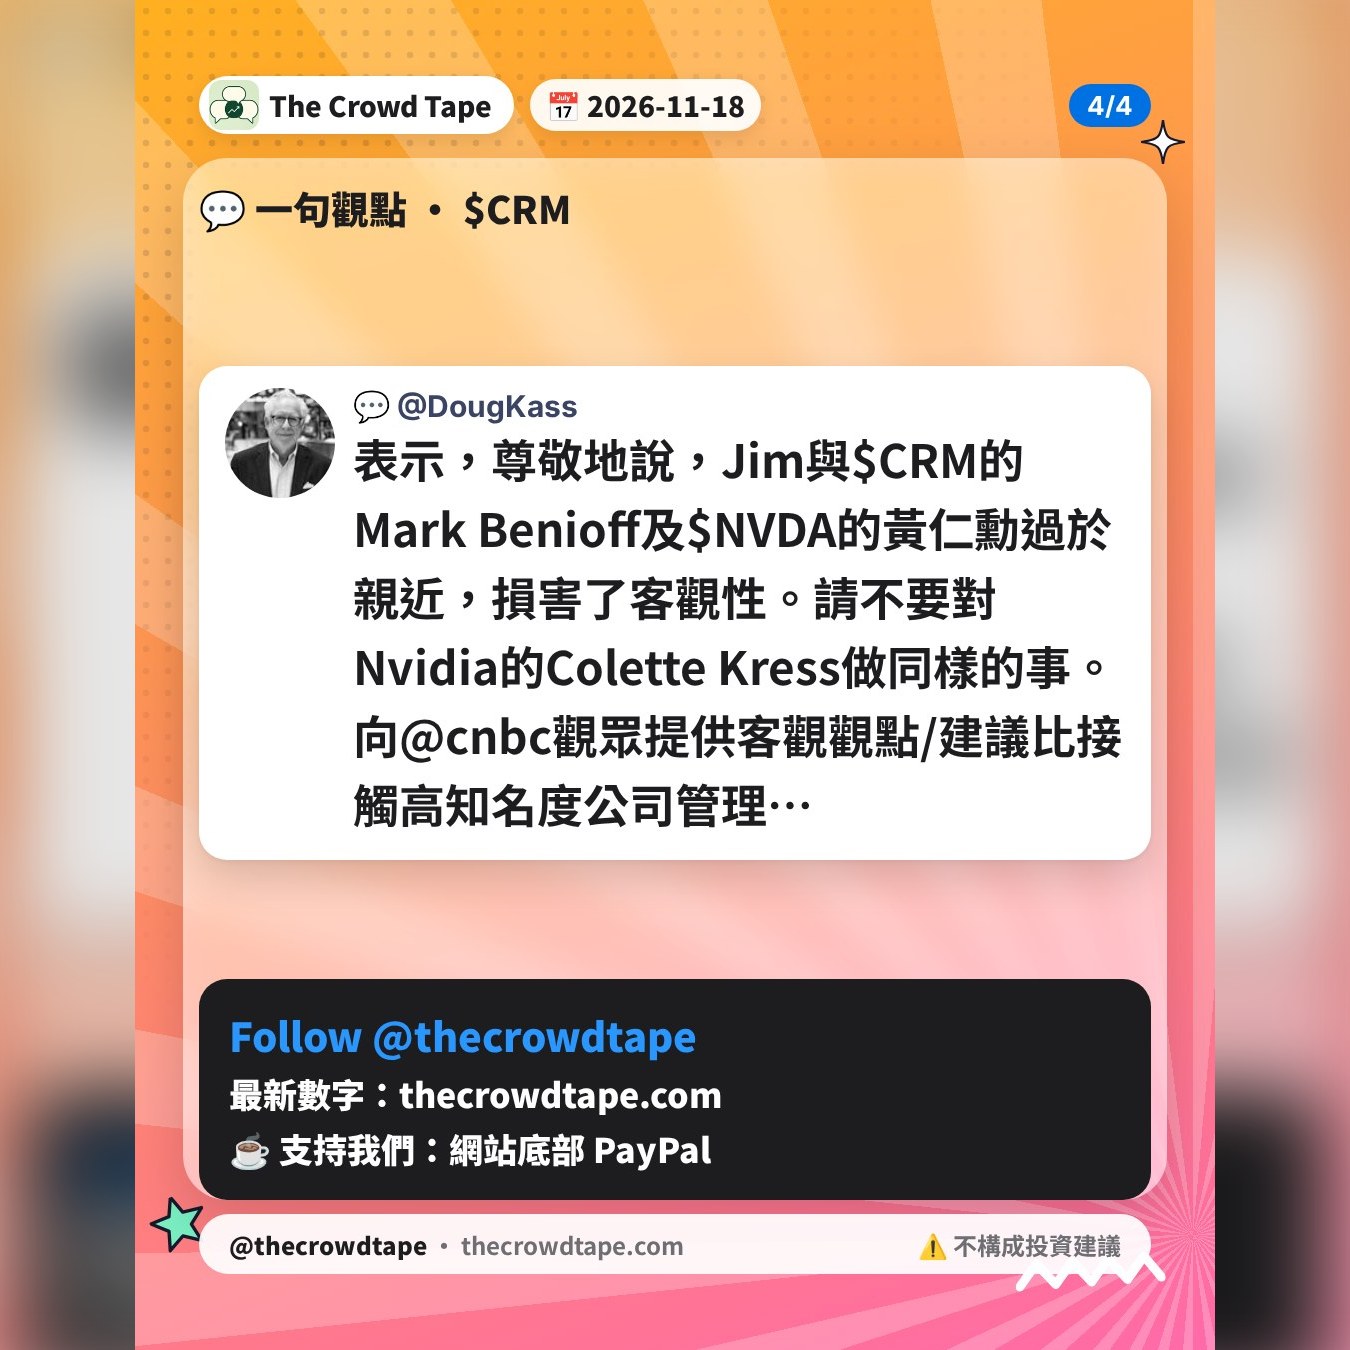 The Crowd Tape
📅 2026-11-18
4/4
💬 一句觀點 · $CRM
💬 @DougKass
表示，尊敬地說，Jim與$CRM的
Mark Benioff及$NVDA的黃仁勳過於
親近，損害了客觀性。請不要對
Nvidia的Colette Kress做同樣的事。
向@cnbc觀眾提供客觀觀點/建議比接
觸高知名度公司管理…
Follow @thecrowdtape
最新數字：thecrowdtape.com
☕ 支持我們：網站底部 PayPal
@thecrowdtape · thecrowdtape.com
⚠️ 不構成投資建議